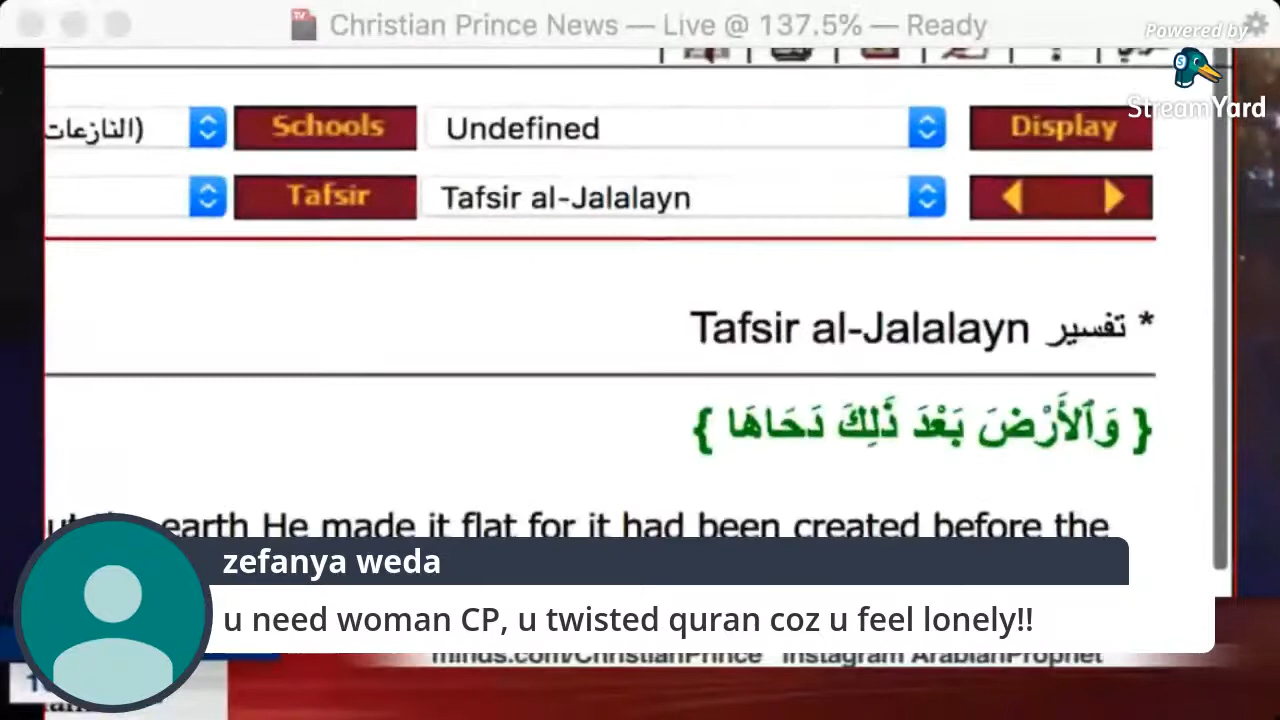 Christian Prince News — Live @ 137.5% — Ready
Powered by
StreamYard
(النازعات
Schools
Undefined
Display
Tafsir
Tafsir al-Jalalayn
* تفسير Tafsir al-Jalalayn
{ وَٱلأَرْضَ بَعْدَ ذَلِكَ دَحَاهَا }
earth He made it flat for it had been created before the
zefanya weda
u need woman CP, u twisted quran coz u feel lonely!!
minds.com/ChristianPrince Instagram ArabianProphet